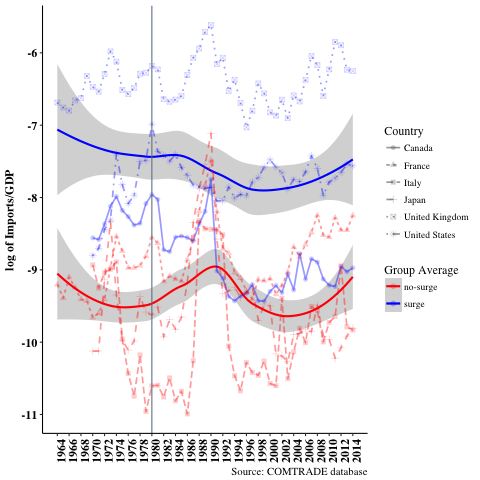 log of Imports/GDP
-6
-7
-8
-9
-10
-11
1964
1966
1968
1970
1972
1974
1976
1978
1980
1982
1984
1986
1988
1990
1992
1994
1996
1998
2000
2002
2004
2006
2008
2010
2012
2014
Source: COMTRADE database
Country
Canada
France
Italy
Japan
United Kingdom
United States
Group Average
no-surge
surge